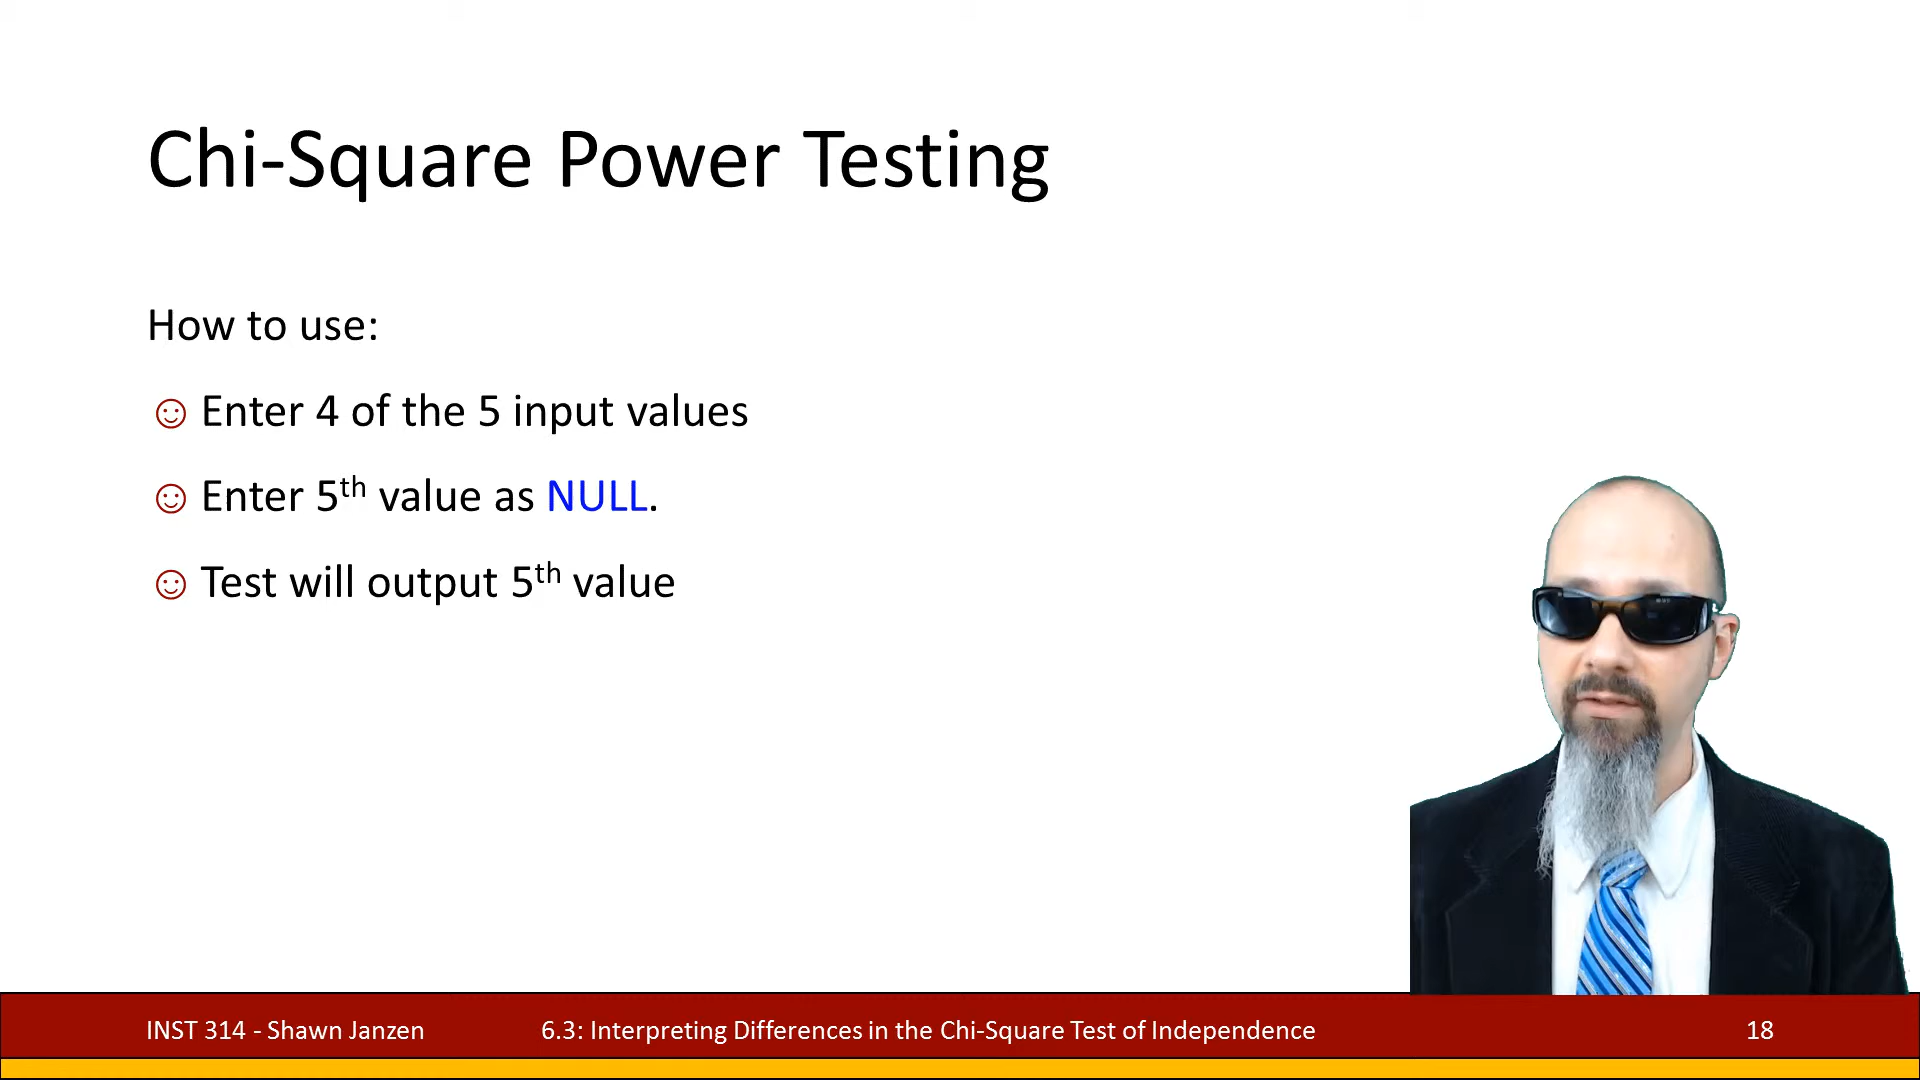 Chi-Square Power Testing
How to use:
Enter 4 of the 5 input values
Enter 5th value as NULL.
Test will output 5th value
INST 314 - Shawn Janzen
6.3: Interpreting Differences in the Chi-Square Test of Independence
18